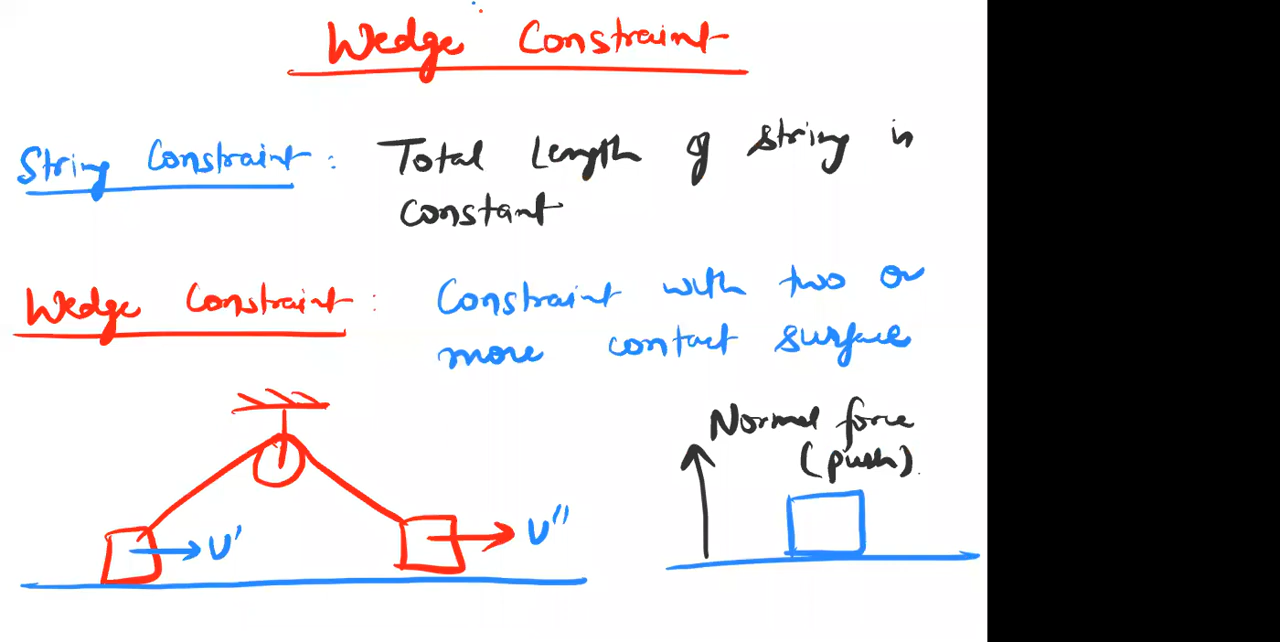 Wedge Constraint
String Constraint : Total Length of string is
constant
Wedge Constraint : Constraint with two or
more contact surface
Normal force
(push)
U'
U"